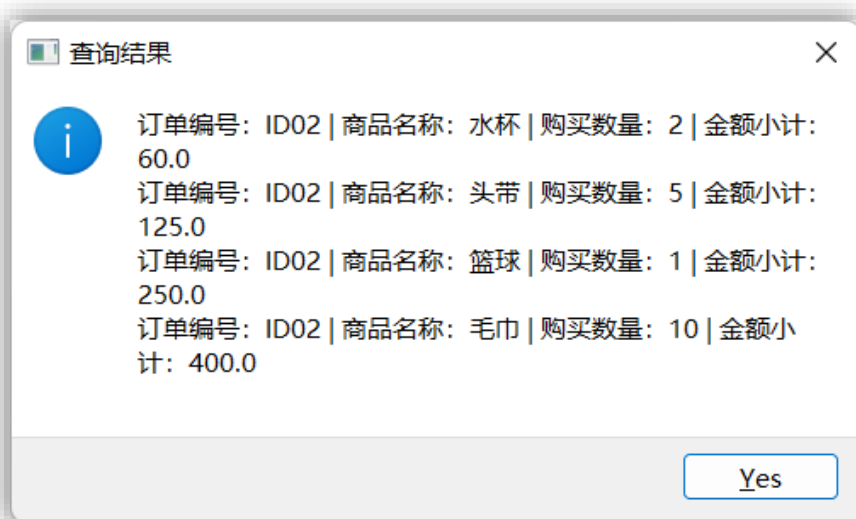 查询结果
订单编号：ID02 | 商品名称：水杯 | 购买数量：2 | 金额小计：
60.0
订单编号：ID02 | 商品名称：头带 | 购买数量：5 | 金额小计：
125.0
订单编号：ID02 | 商品名称：篮球 | 购买数量：1 | 金额小计：
250.0
订单编号：ID02 | 商品名称：毛巾 | 购买数量：10 | 金额小
计：400.0
Yes